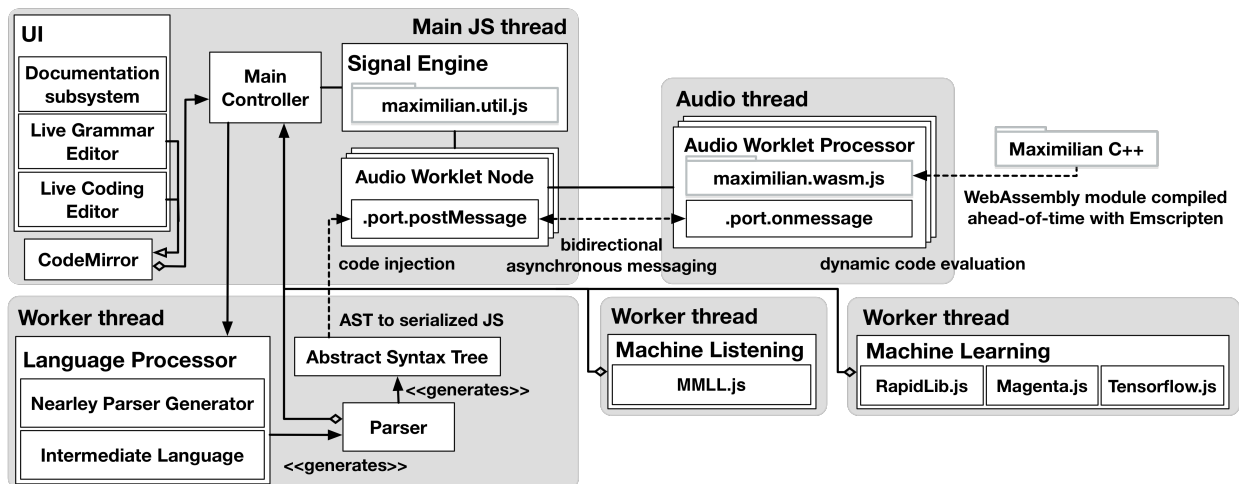 Main JS thread
UI
Documentation
subsystem
Live Grammar
Editor
Live Coding
Editor
CodeMirror
Main
Controller
Signal Engine
maximilian.util.js
Audio Worklet Node
.port.postMessage
code injection
bidirectional
asynchronous messaging
Audio thread
Audio Worklet Processor
maximilian.wasm.js
.port.onmessage
dynamic code evaluation
Maximilian C++
WebAssembly module compiled
ahead-of-time with Emscripten
Worker thread
Language Processor
Nearley Parser Generator
Intermediate Language
AST to serialized JS
Abstract Syntax Tree
<<generates>>
Parser
<<generates>>
Worker thread
Machine Listening
MMLL.js
Worker thread
Machine Learning
RapidLib.js
Magenta.js
Tensorflow.js